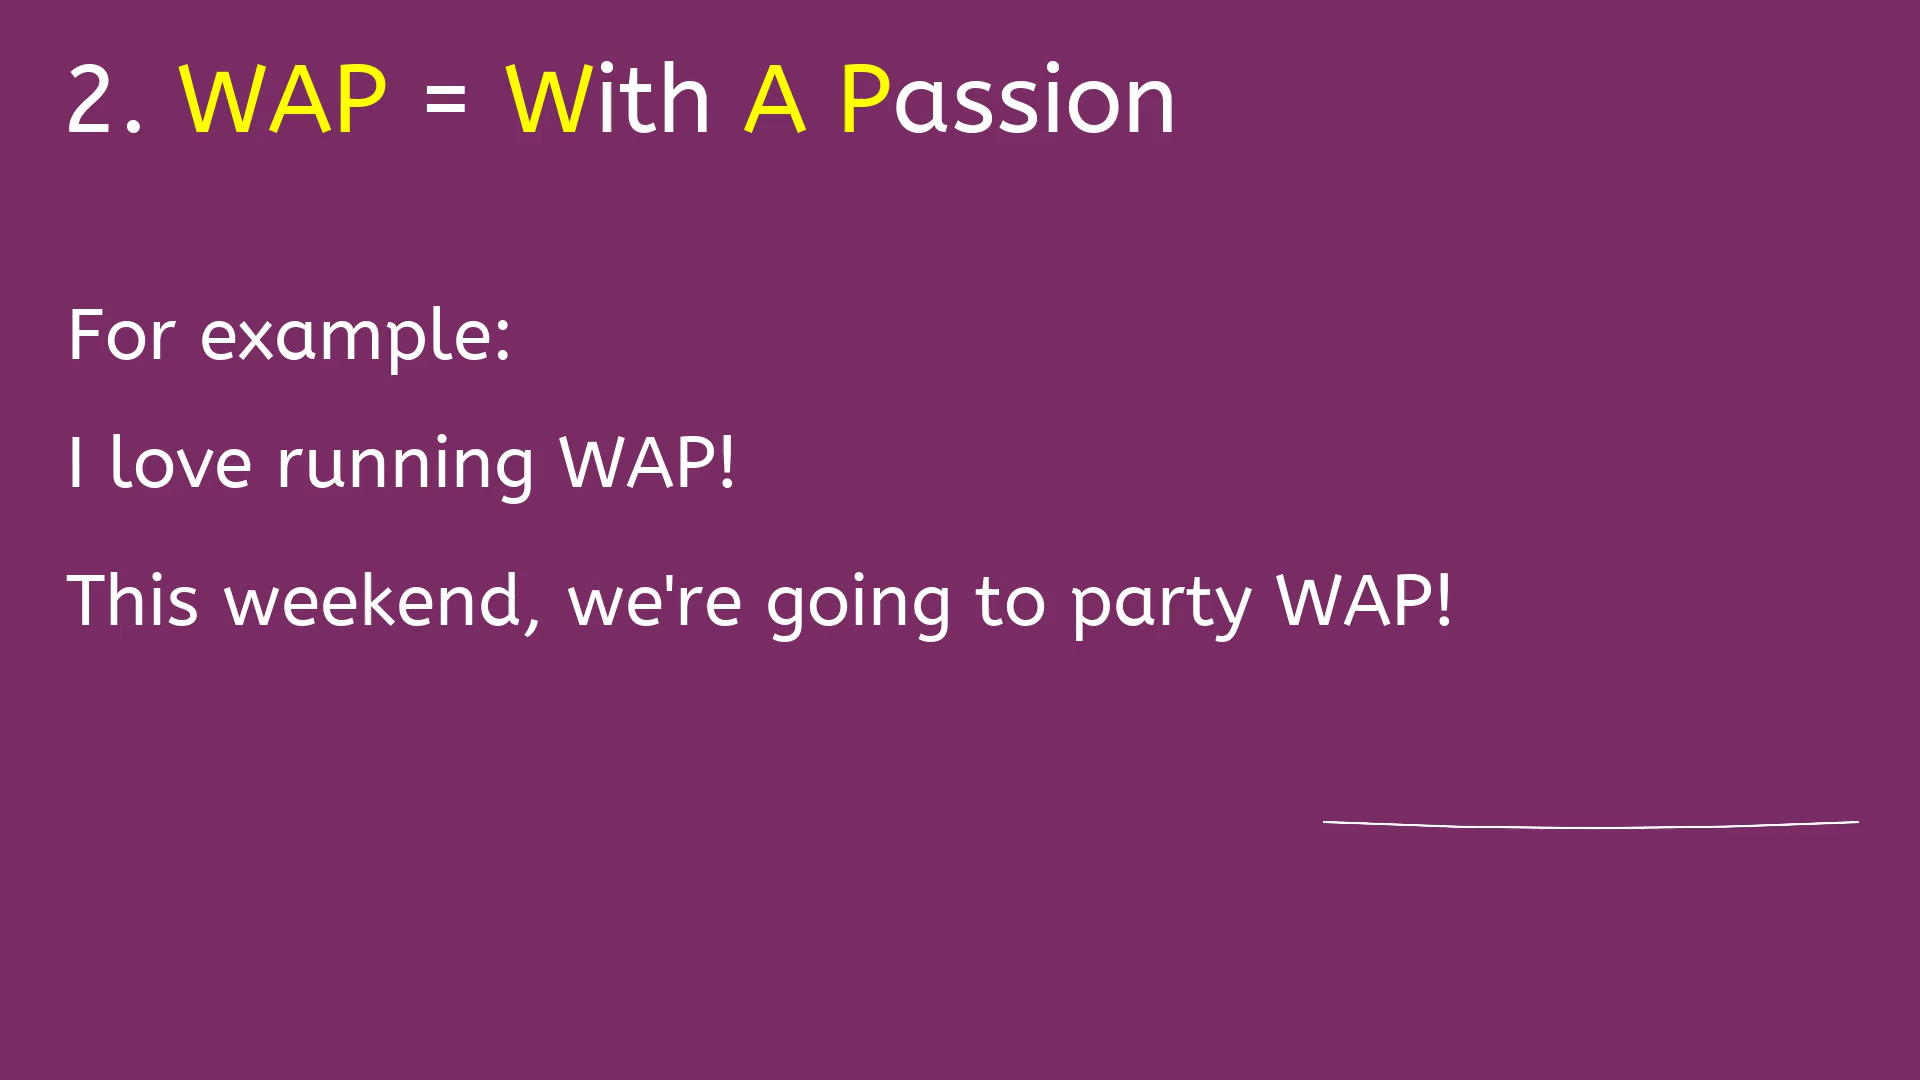 2. WAP = With A Passion
For example:
I love running WAP!
This weekend, we're going to party WAP!